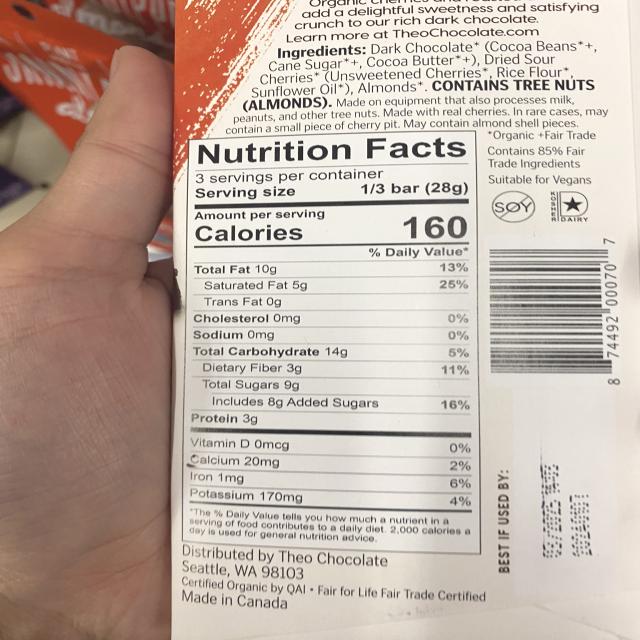 Organic cherries and roasted
add a delightful sweetness and satisfying
crunch to our rich dark chocolate.
Learn more at TheoChocolate.com
Ingredients: Dark Chocolate* (Cocoa Beans*+,
Cane Sugar*+, Cocoa Butter*+), Dried Sour
Cherries* (Unsweetened Cherries*, Rice Flour*,
Sunflower Oil*), Almonds*. CONTAINS TREE NUTS
(ALMONDS). Made on equipment that also processes milk,
peanuts, and other tree nuts. Made with real cherries. In rare cases, may
contain a small piece of cherry pit. May contain almond shell pieces.
*Organic +Fair Trade
Contains 85% Fair
Trade Ingredients
Suitable for Vegans
SOY
KOSHER
DAIRY
Nutrition Facts
3 servings per container
Serving size 1/3 bar (28g)
Amount per serving
Calories 160
% Daily Value*
Total Fat 10g 13%
Saturated Fat 5g 25%
Trans Fat 0g
Cholesterol 0mg 0%
Sodium 0mg 0%
Total Carbohydrate 14g 5%
Dietary Fiber 3g 11%
Total Sugars 9g
Includes 8g Added Sugars 16%
Protein 3g
Vitamin D 0mcg 0%
Calcium 20mg 2%
Iron 1mg 6%
Potassium 170mg 4%
*The % Daily Value tells you how much a nutrient in a
serving of food contributes to a daily diet. 2,000 calories a
day is used for general nutrition advice.
8 74492 00070 7
BEST IF USED BY:
Distributed by Theo Chocolate
Seattle, WA 98103
Certified Organic by QAI • Fair for Life Fair Trade Certified
Made in Canada